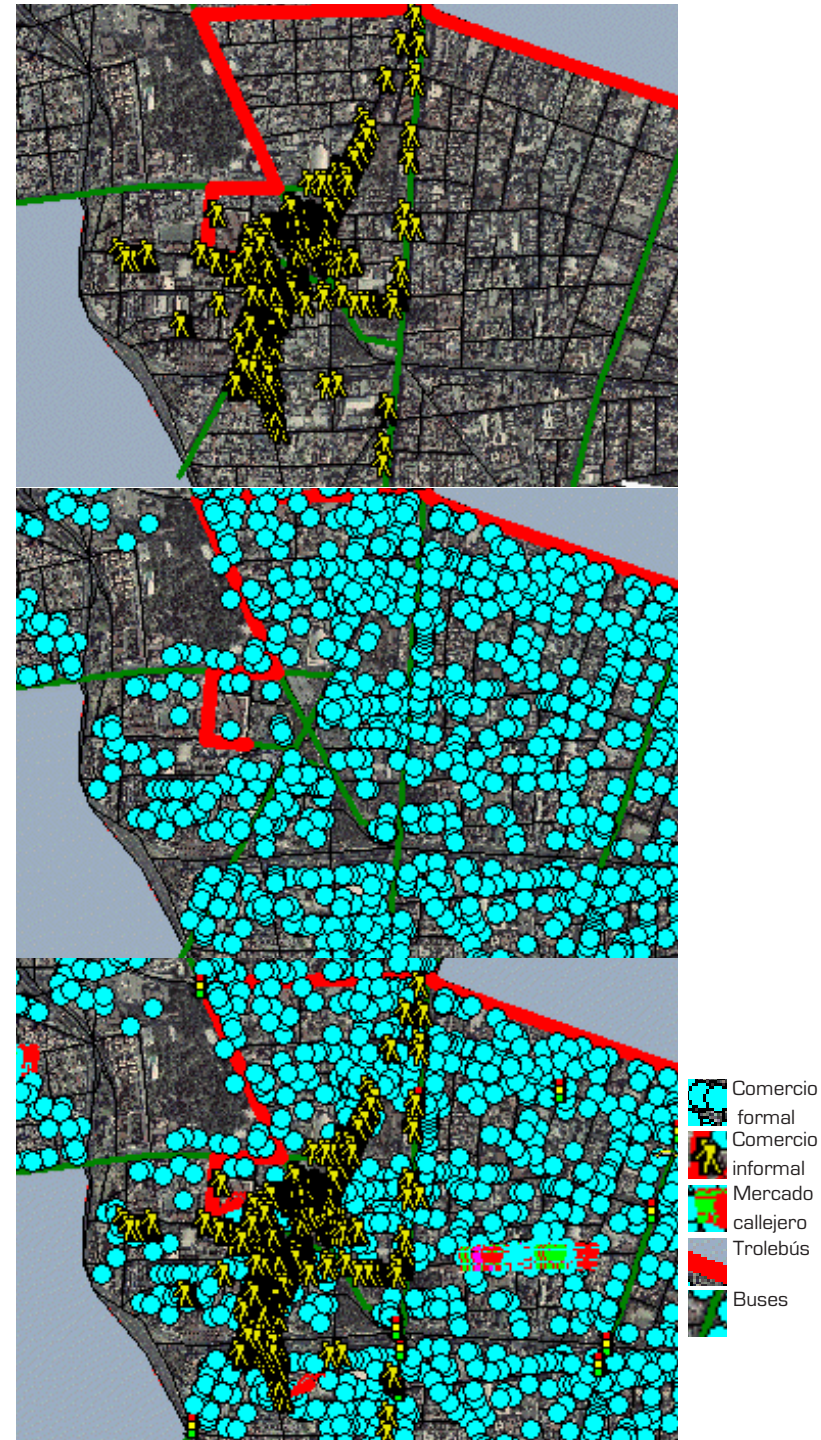 Comercio
formal
Comercio
informal
Mercado
callejero
Trolebús
Buses